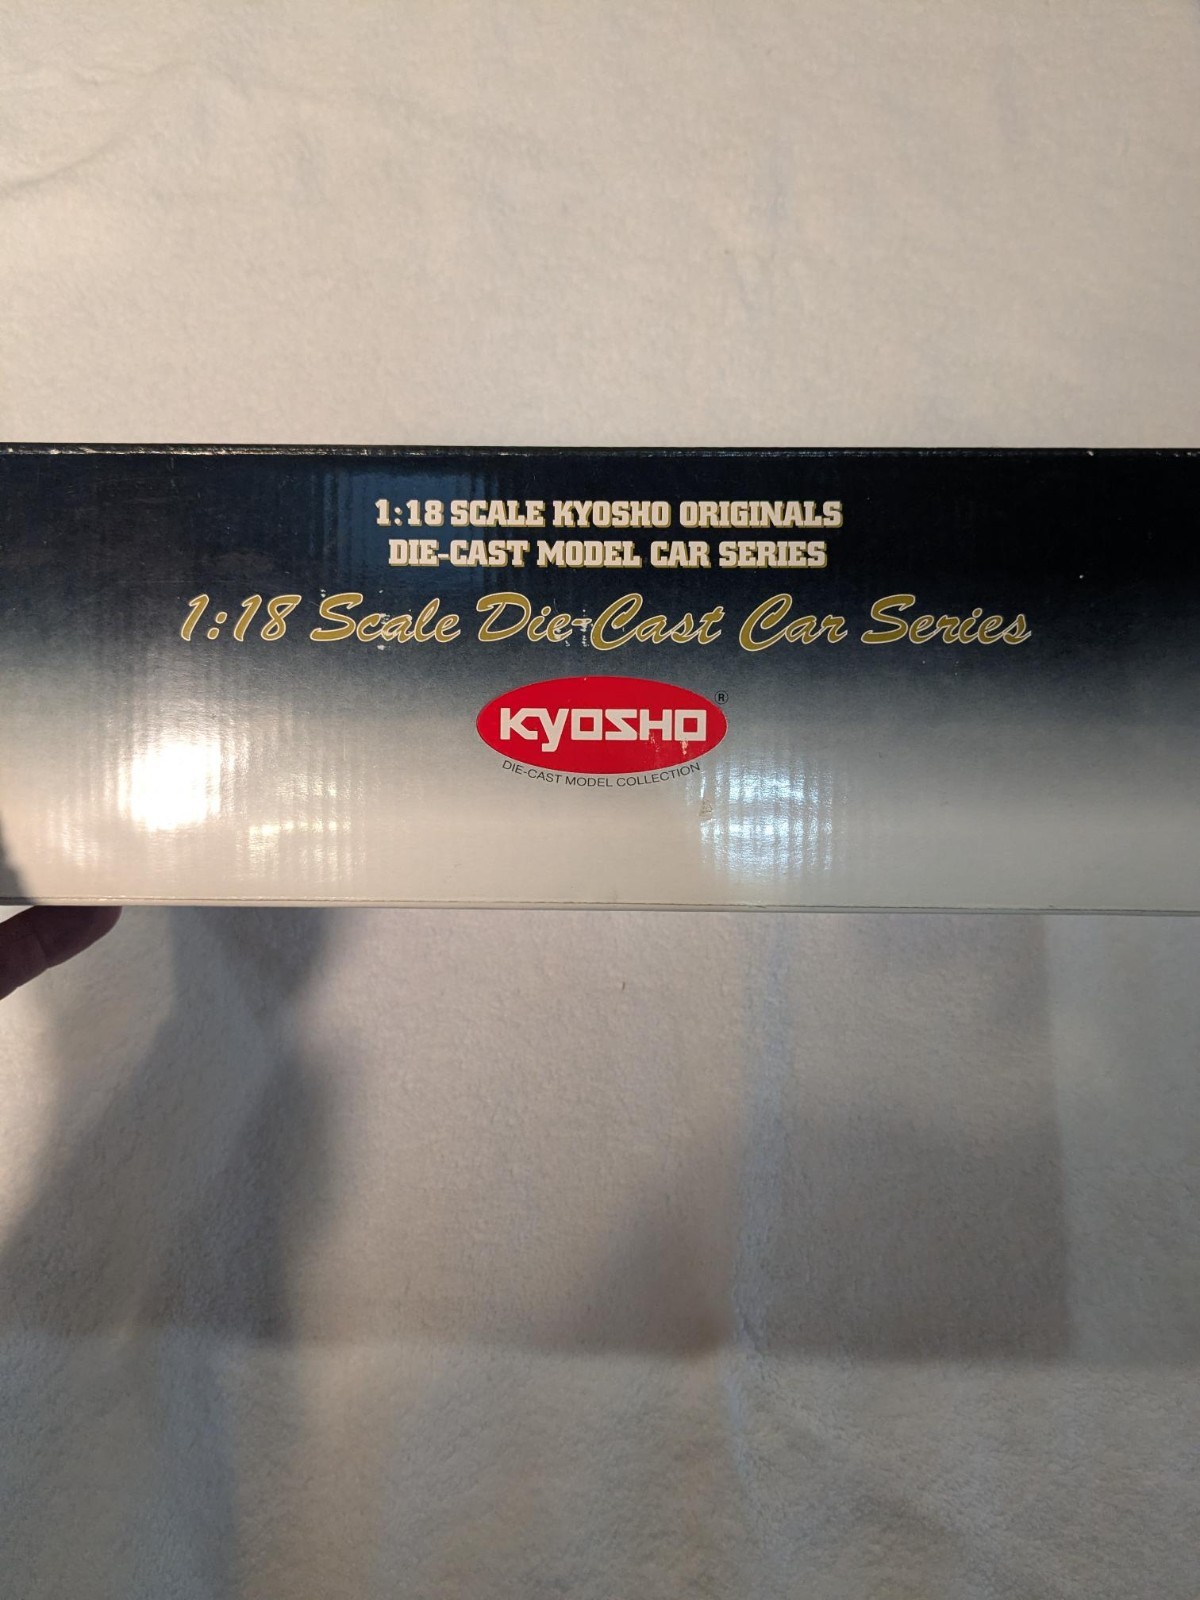 1:18 SCALE KYOSHO ORIGINALS
DIE-CAST MODEL CAR SERIES
1:18 Scale Die-Cast Car Series
KYOSHO ®
DIE-CAST MODEL COLLECTION